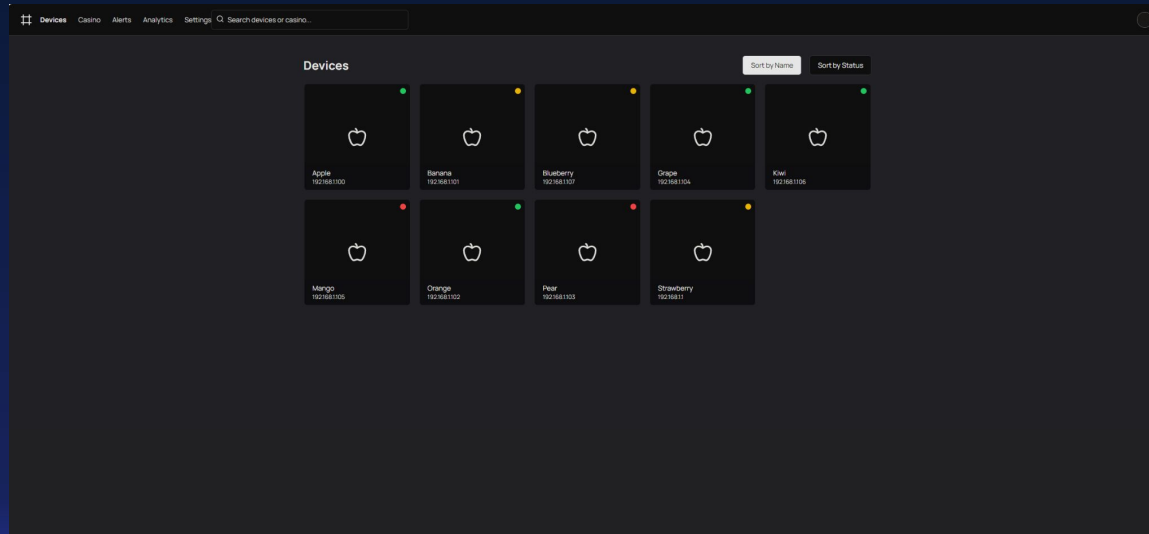 Devices Casino Alerts Analytics Settings Search devices or casino...
Devices
Sort by Name Sort by Status
Apple
192.168.1.100
Banana
192.168.1.101
Blueberry
192.168.1.107
Grape
192.168.1.104
Kiwi
192.168.1.106
Mango
192.168.1.105
Orange
192.168.1.102
Pear
192.168.1.103
Strawberry
192.168.1.1